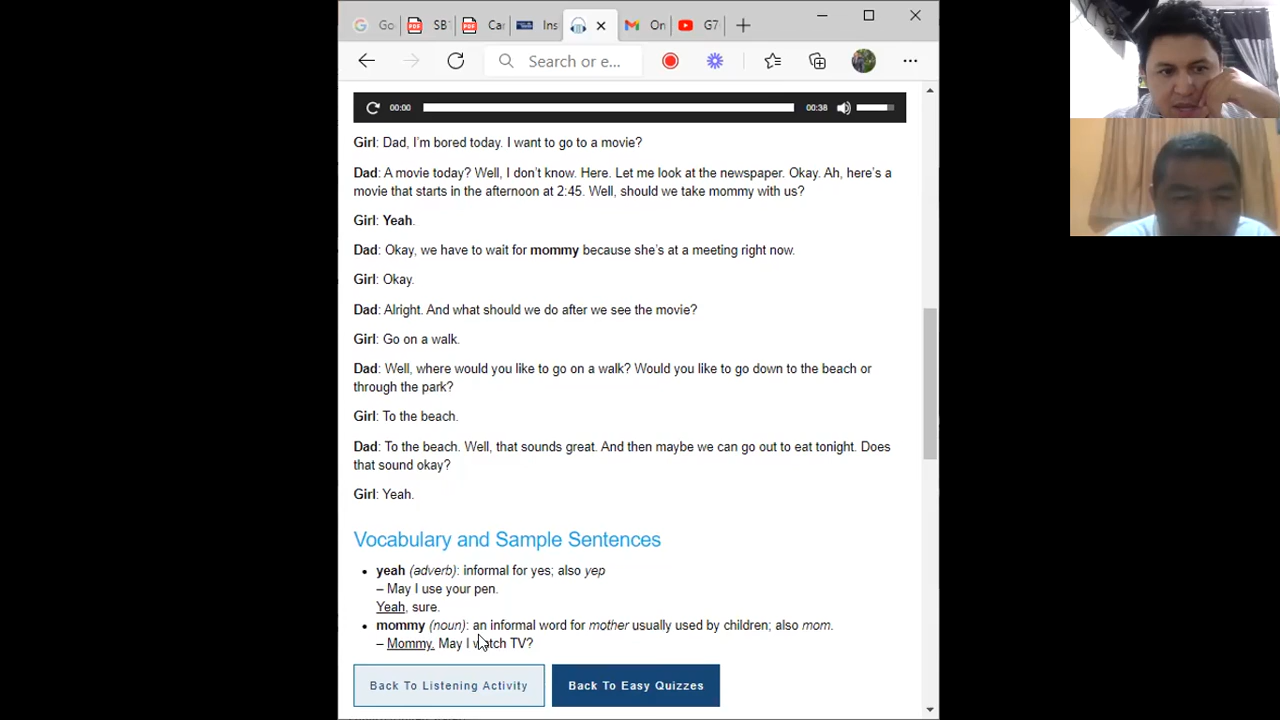 Go
SB
Car
Ins
On
G7
Search or e...
00:00
00:38
Girl: Dad, I'm bored today. I want to go to a movie?
Dad: A movie today? Well, I don't know. Here. Let me look at the newspaper. Okay. Ah, here's a
movie that starts in the afternoon at 2:45. Well, should we take mommy with us?
Girl: Yeah.
Dad: Okay, we have to wait for mommy because she's at a meeting right now.
Girl: Okay.
Dad: Alright. And what should we do after we see the movie?
Girl: Go on a walk.
Dad: Well, where would you like to go on a walk? Would you like to go down to the beach or
through the park?
Girl: To the beach.
Dad: To the beach. Well, that sounds great. And then maybe we can go out to eat tonight. Does
that sound okay?
Girl: Yeah.
Vocabulary and Sample Sentences
• yeah (adverb): informal for yes; also yep
– May I use your pen.
Yeah, sure.
• mommy (noun): an informal word for mother usually used by children; also mom.
– Mommy. May I watch TV?
Back To Listening Activity
Back To Easy Quizzes